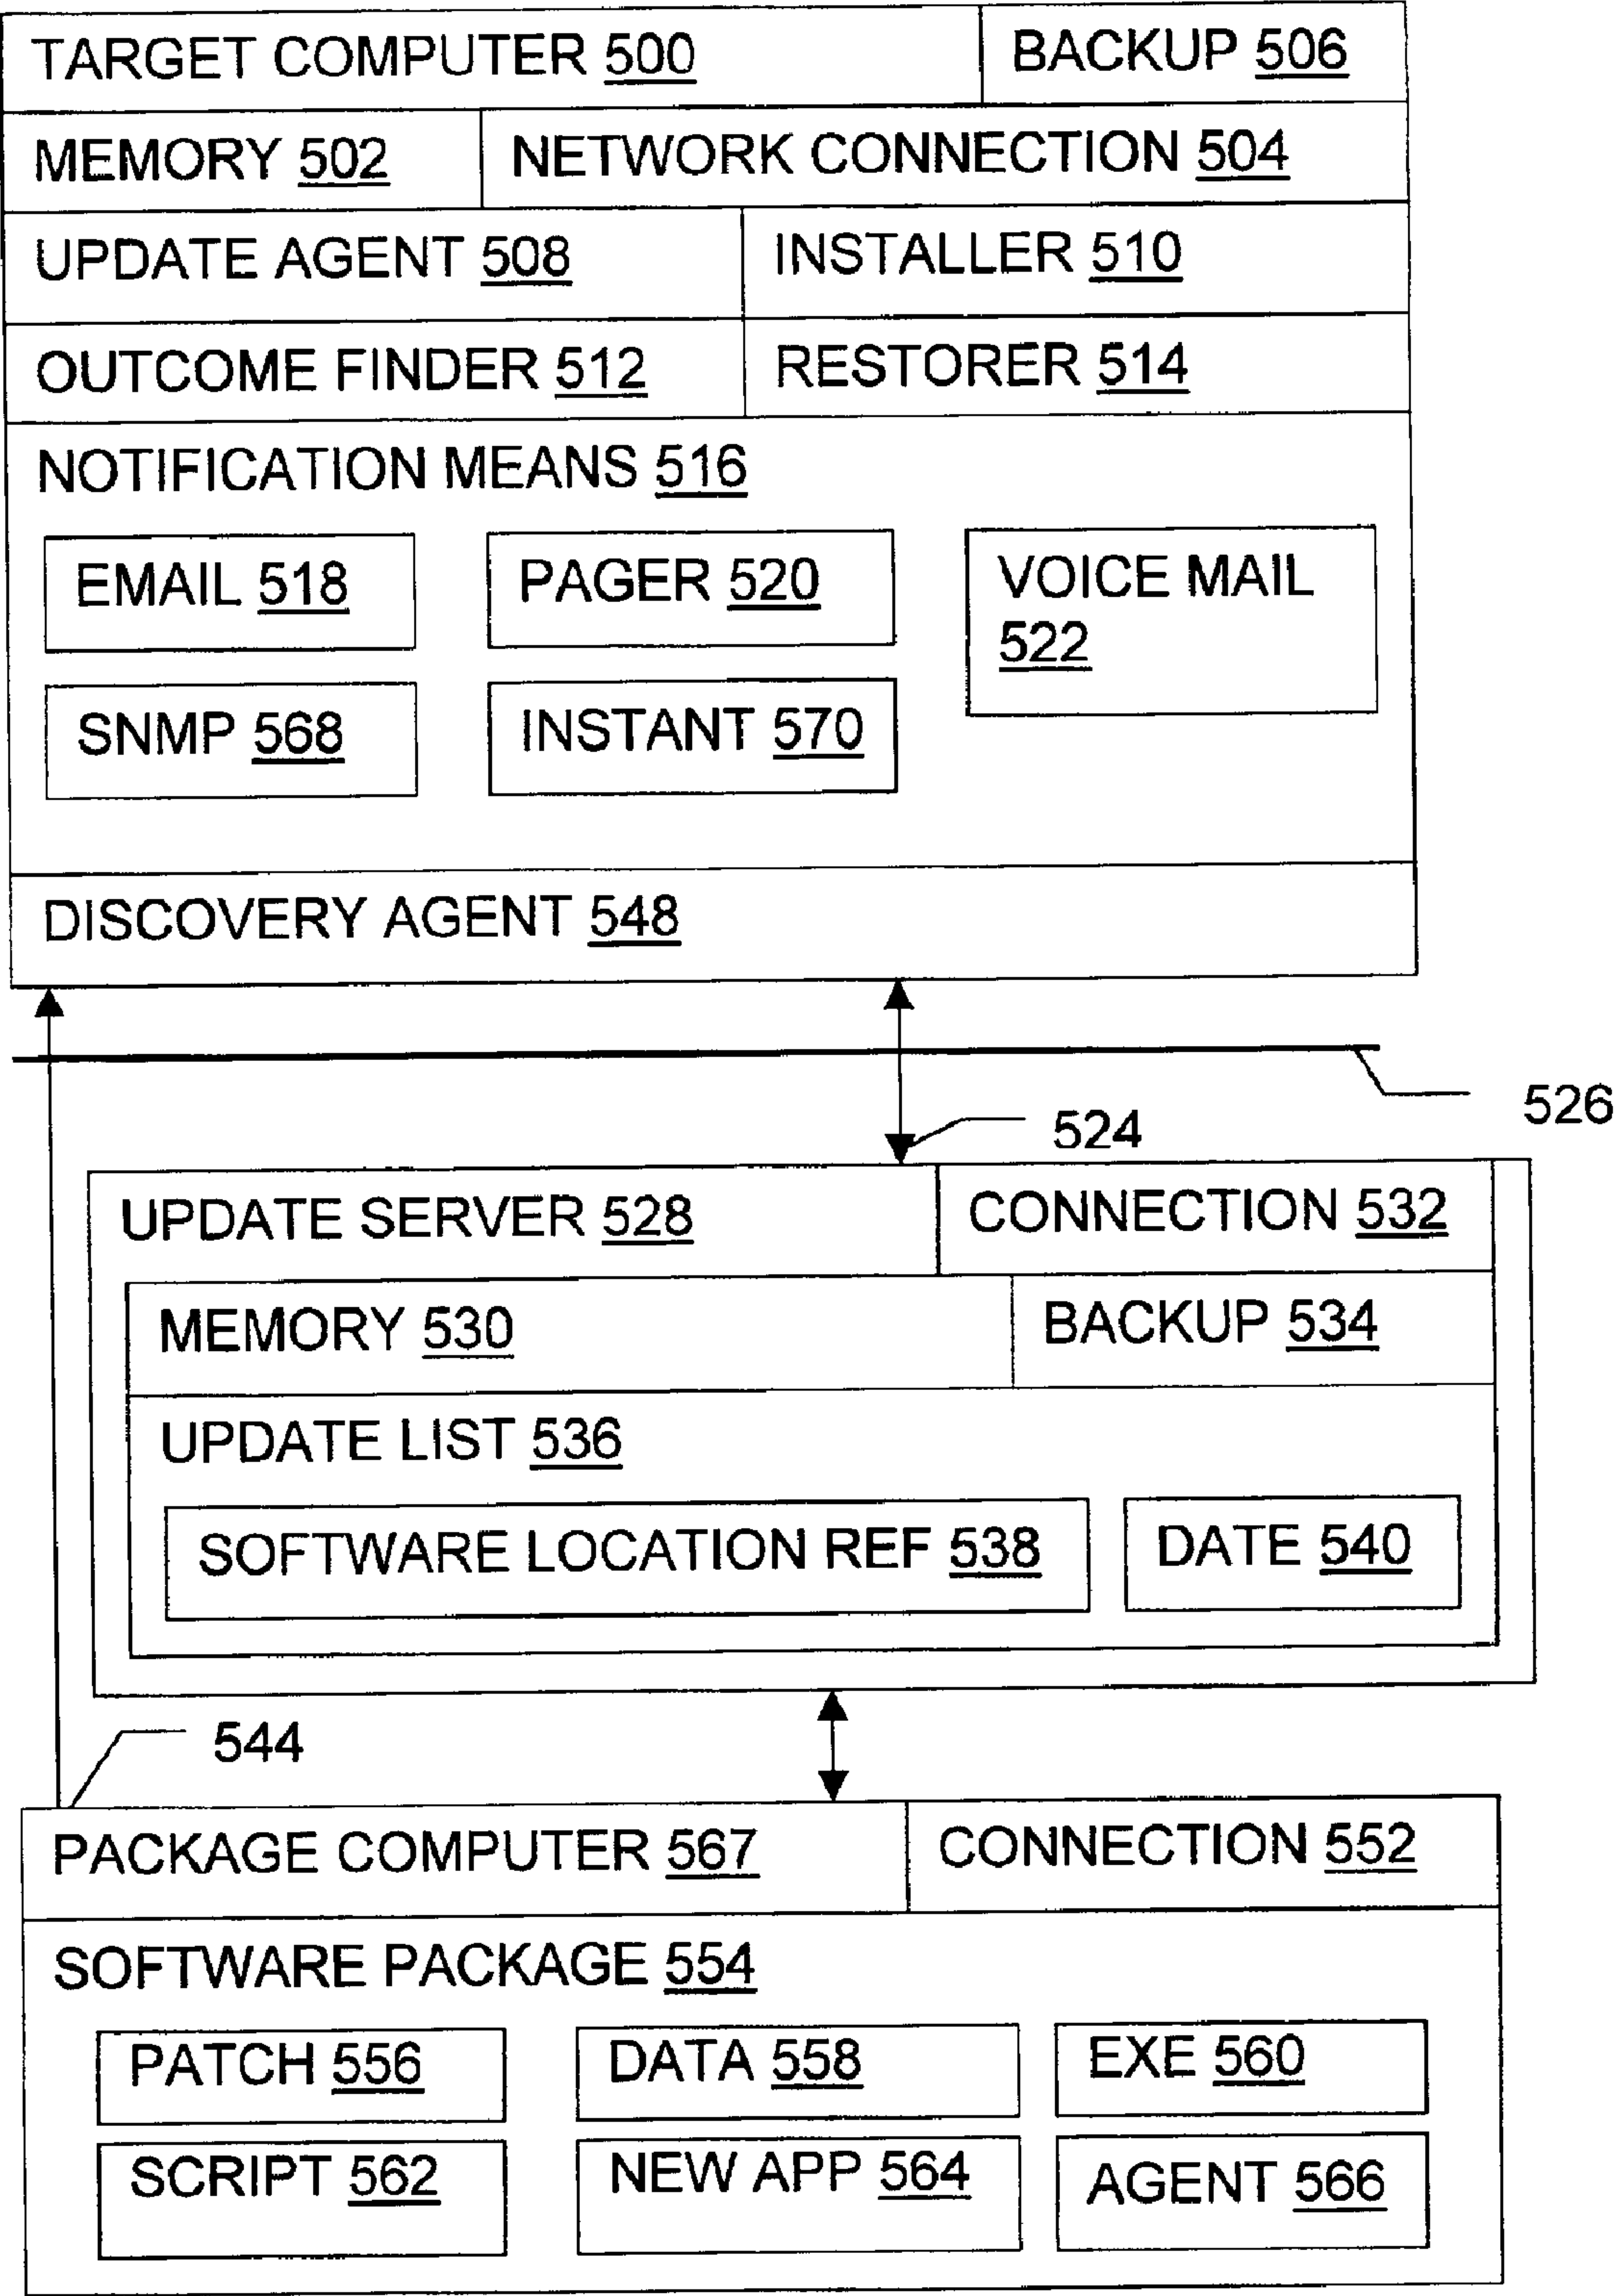 TARGET COMPUTER 500
BACKUP 506
MEMORY 502
NETWORK CONNECTION 504
UPDATE AGENT 508
INSTALLER 510
OUTCOME FINDER 512
RESTORER 514
NOTIFICATION MEANS 516
EMAIL 518
PAGER 520
VOICE MAIL
522
SNMP 568
INSTANT 570
DISCOVERY AGENT 548
526
524
UPDATE SERVER 528
CONNECTION 532
MEMORY 530
BACKUP 534
UPDATE LIST 536
SOFTWARE LOCATION REF 538
DATE 540
544
PACKAGE COMPUTER 567
CONNECTION 552
SOFTWARE PACKAGE 554
PATCH 556
DATA 558
EXE 560
SCRIPT 562
NEW APP 564
AGENT 566